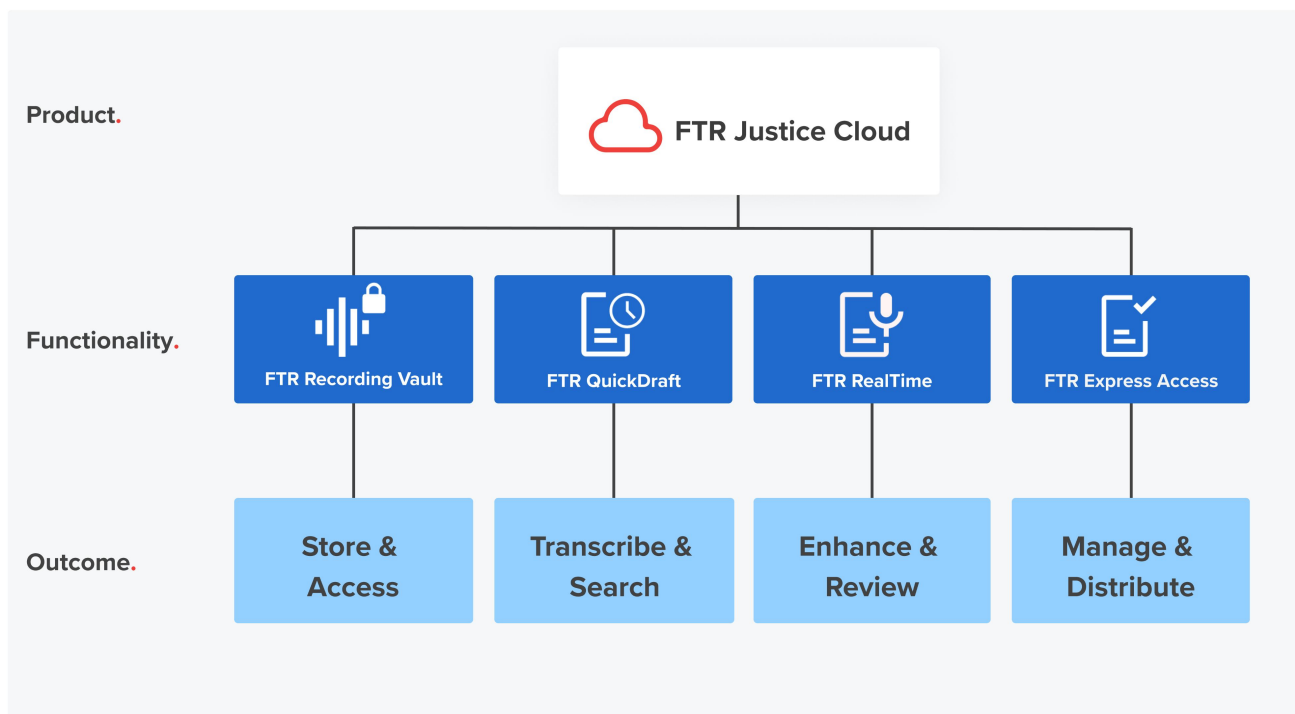 Product.
FTR Justice Cloud
Functionality.
FTR Recording Vault
FTR QuickDraft
FTR RealTime
FTR Express Access
Outcome.
Store &
Access
Transcribe &
Search
Enhance &
Review
Manage &
Distribute